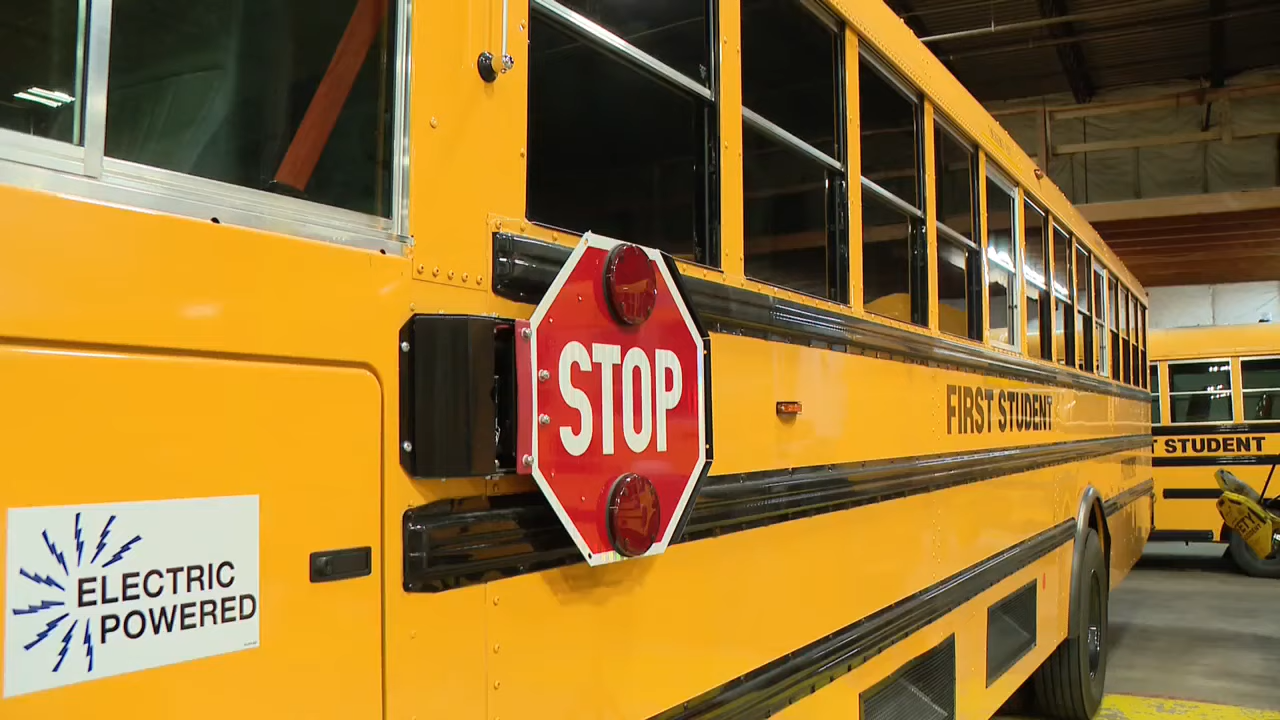 STOP
FIRST STUDENT
T STUDENT
ELECTRIC
POWERED